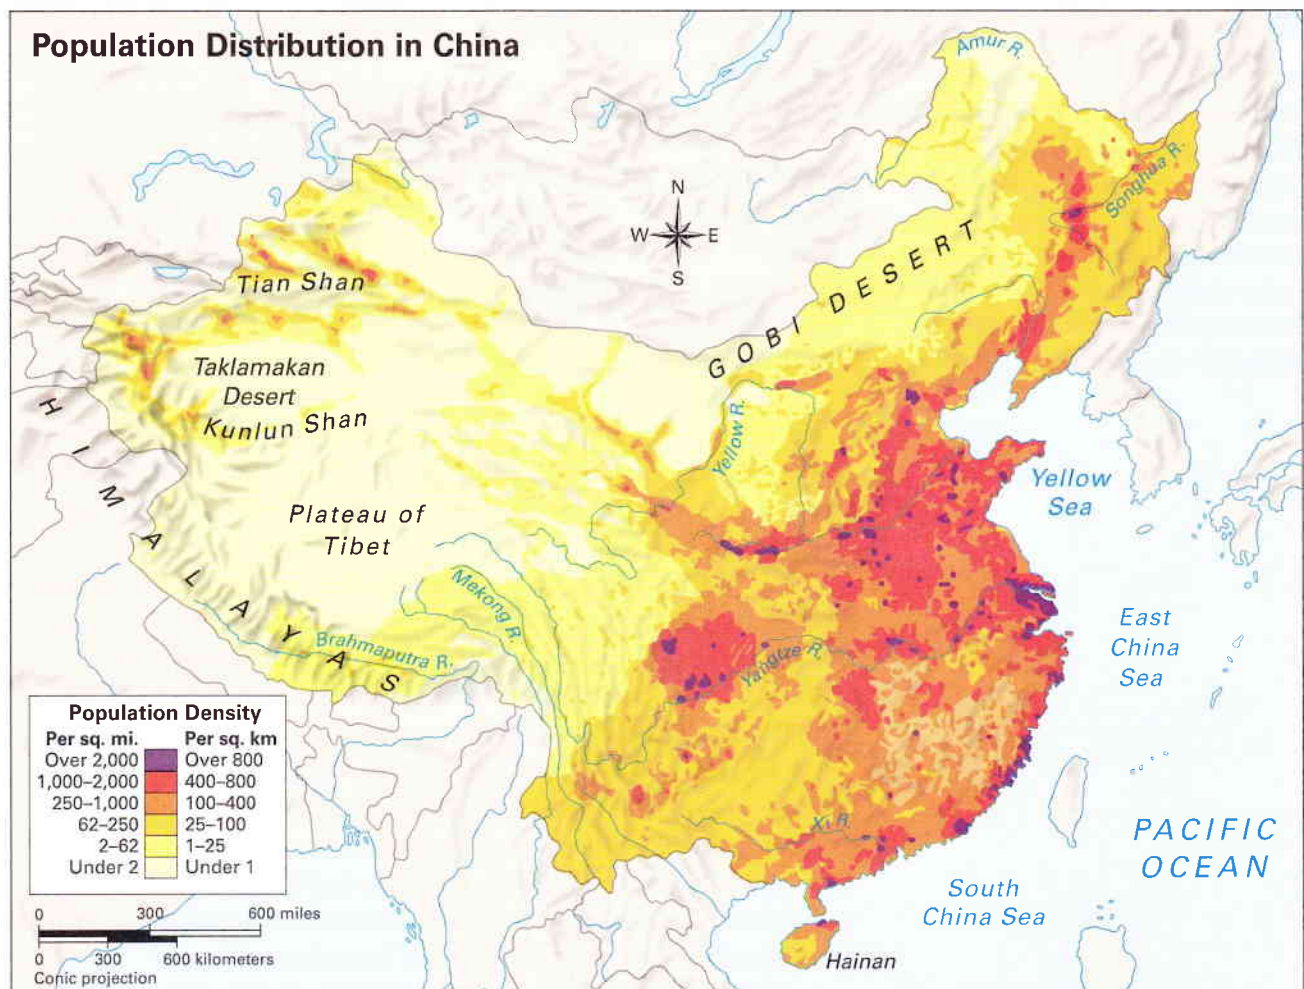 Population Distribution in China
Amur R.
Songhua R.
N
W E
S
GOBI DESERT
Tian Shan
Taklamakan
Desert
Kunlun Shan
HIMALAYAS
Yellow R.
Yellow
Sea
Plateau of
Tibet
Mekong R.
Brahmaputra R.
Yangtze R.
East
China
Sea
Xi R.
PACIFIC
OCEAN
South
China Sea
Hainan
Population Density
Per sq. mi. Per sq. km
Over 2,000 Over 800
1,000–2,000 400–800
250–1,000 100–400
62–250 25–100
2–62 1–25
Under 2 Under 1
0 300 600 miles
0 300 600 kilometers
Conic projection